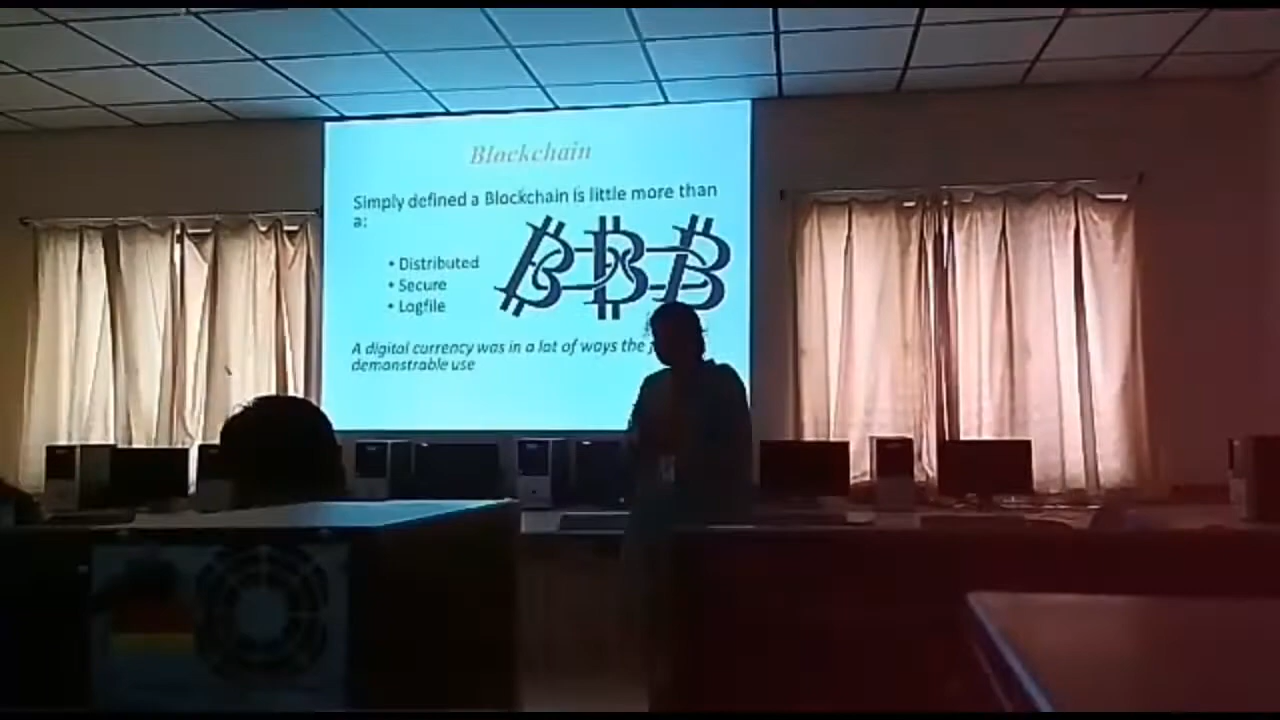 Blockchain
Simply defined a Blockchain is little more than
a:
• Distributed
• Secure
• Logfile
A digital currency was in a lot of ways the
demonstrable use